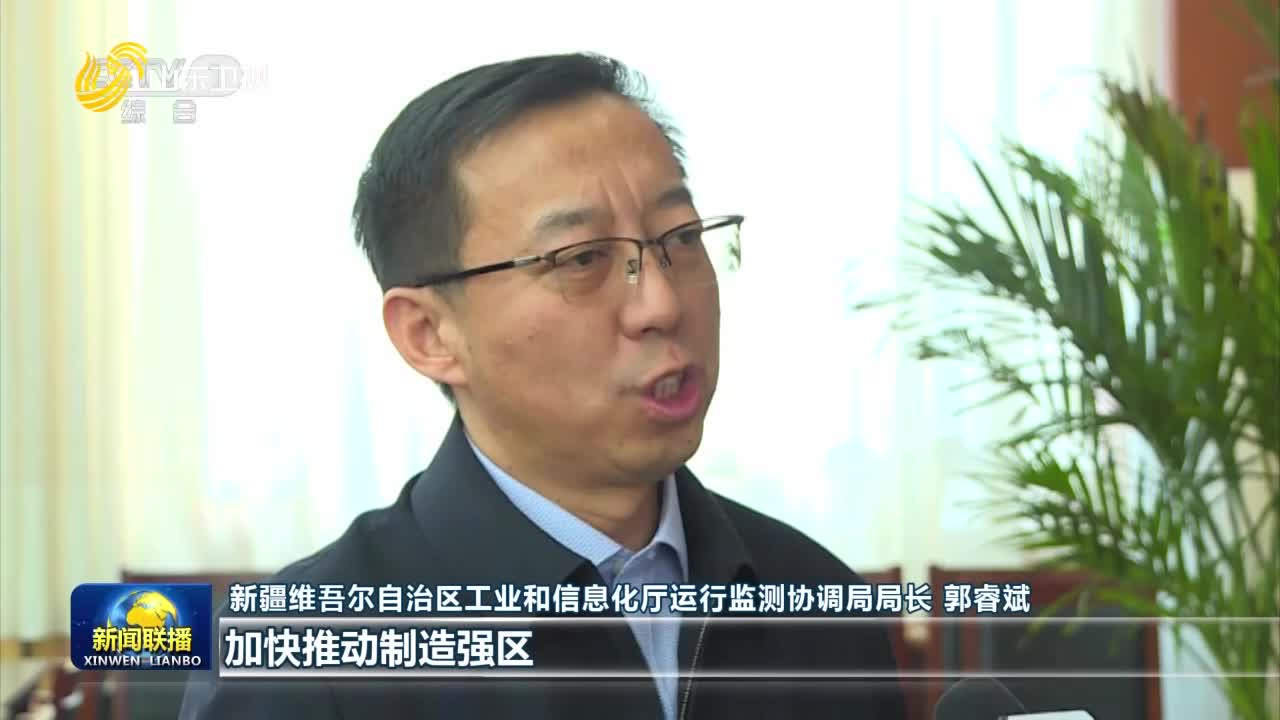 综合
新疆维吾尔自治区工业和信息化厅运行监测协调局局长 郭睿斌
新闻联播
XINWEN LIANBO
加快推动制造强区